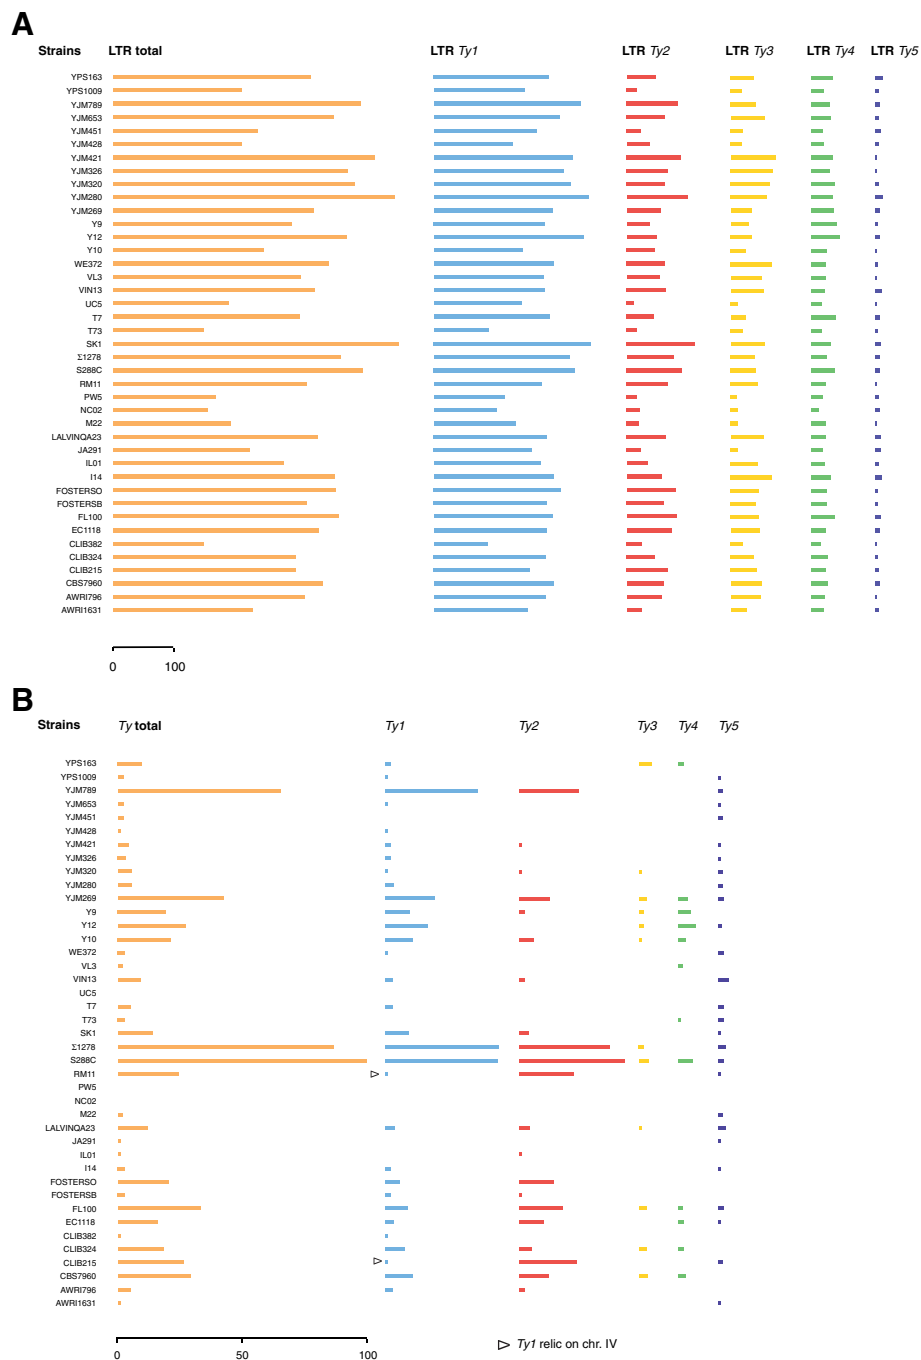 A
Strains LTR total LTR Ty1 LTR Ty2 LTR Ty3 LTR Ty4 LTR Ty5
YPS163
YPS1009
YJM789
YJM653
YJM451
YJM428
YJM421
YJM326
YJM320
YJM280
YJM269
Y9
Y12
Y10
WE372
VL3
VIN13
UC5
T7
T73
SK1
Σ1278
S288C
RM11
PW5
NC02
M22
LALVINQA23
JA291
IL01
I14
FOSTERSO
FOSTERSB
FL100
EC1118
CLIB382
CLIB324
CLIB215
CBS7960
AWRI796
AWRI1631
0 100
B
Strains Ty total Ty1 Ty2 Ty3 Ty4 Ty5
YPS163
YPS1009
YJM789
YJM653
YJM451
YJM428
YJM421
YJM326
YJM320
YJM280
YJM269
Y9
Y12
Y10
WE372
VL3
VIN13
UC5
T7
T73
SK1
Σ1278
S288C
RM11
PW5
NC02
M22
LALVINQA23
JA291
IL01
I14
FOSTERSO
FOSTERSB
FL100
EC1118
CLIB382
CLIB324
CLIB215
CBS7960
AWRI796
AWRI1631
0 50 100
Ty1 relic on chr. IV